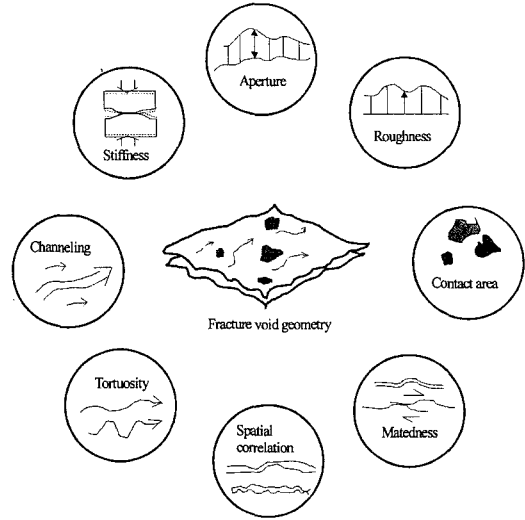 Aperture
Roughness
Stiffness
Channeling
Contact area
Fracture void geometry
Tortuosity
Matedness
Spatial
correlation